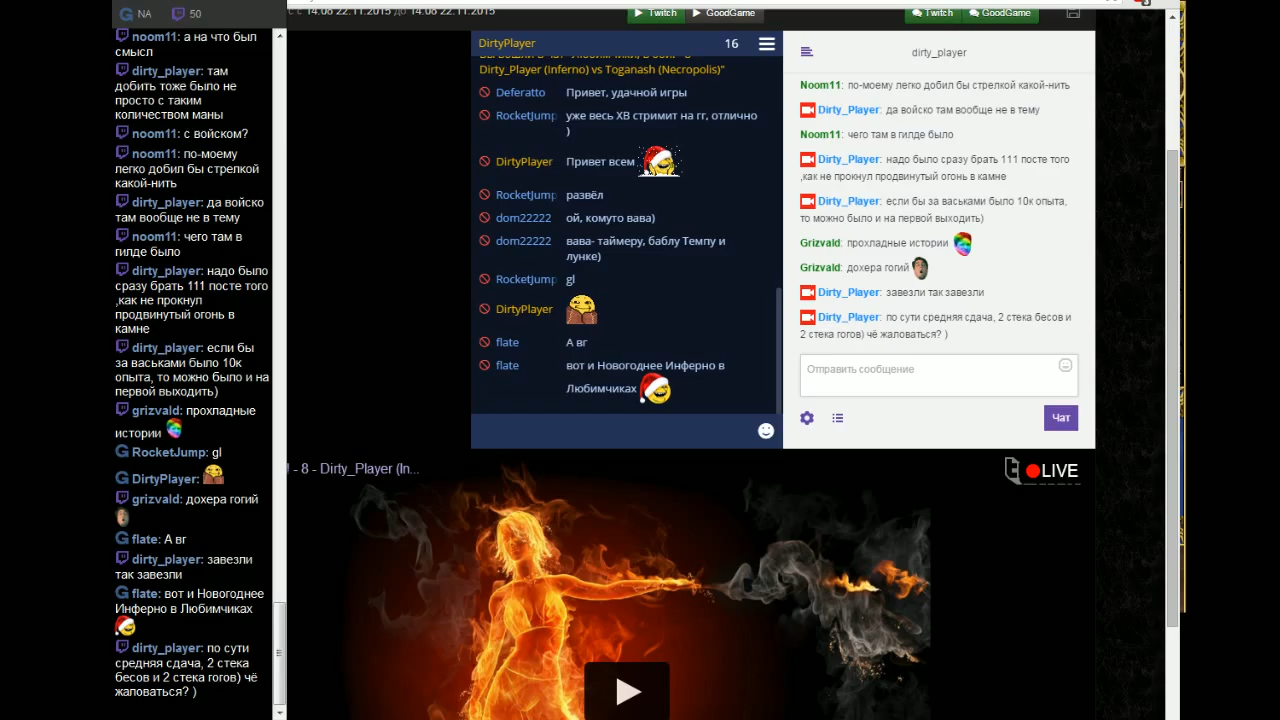 NA 50
noom11: а на что был
смысл
dirty_player: там
добить тоже было не
просто с таким
количеством маны
noom11: с войском?
noom11: по-моему
легко добил бы стрелкой
какой-нить
dirty_player: да войско
там вообще не в тему
noom11: чего там в
гилде было
dirty_player: надо было
сразу брать 111 посте того
,как не прокнул
продвинутый огонь в
камне
dirty_player: если бы
за васьками было 10к
опыта, то можно было и на
первой выходить)
grizvald: прохладные
истории
RocketJump: gl
DirtyPlayer:
grizvald: дохера гогий
flate: А вг
dirty_player: завезли
так завезли
flate: вот и Новогоднее
Инферно в Любимчиках
dirty_player: по сути
средняя сдача, 2 стека
бесов и 2 стека гогов) чё
жаловаться? )
с с 14:08 22.11.2015 до 14:08 22.11.2015
Twitch GoodGame
Twitch GoodGame
DirtyPlayer 16
Dirty_Player (Inferno) vs Toganash (Necropolis)"
Deferatto Привет, удачной игры
RocketJump уже весь ХВ стримит на гг, отлично
)
DirtyPlayer Привет всем
RocketJump развёл
dom22222 ой, комуто вава)
dom22222 вава- таймеру, баблу Темпу и
лунке)
RocketJump gl
DirtyPlayer
flate А вг
flate вот и Новогоднее Инферно в
Любимчиках
dirty_player
Noom11: по-моему легко добил бы стрелкой какой-нить
Dirty_Player: да войско там вообще не в тему
Noom11: чего там в гилде было
Dirty_Player: надо было сразу брать 111 посте того
,как не прокнул продвинутый огонь в камне
Dirty_Player: если бы за васьками было 10к опыта,
то можно было и на первой выходить)
Grizvald: прохладные истории
Grizvald: дохера гогий
Dirty_Player: завезли так завезли
Dirty_Player: по сути средняя сдача, 2 стека бесов и
2 стека гогов) чё жаловаться? )
Отправить сообщение
Чат
! - 8 - Dirty_Player (In...
LIVE